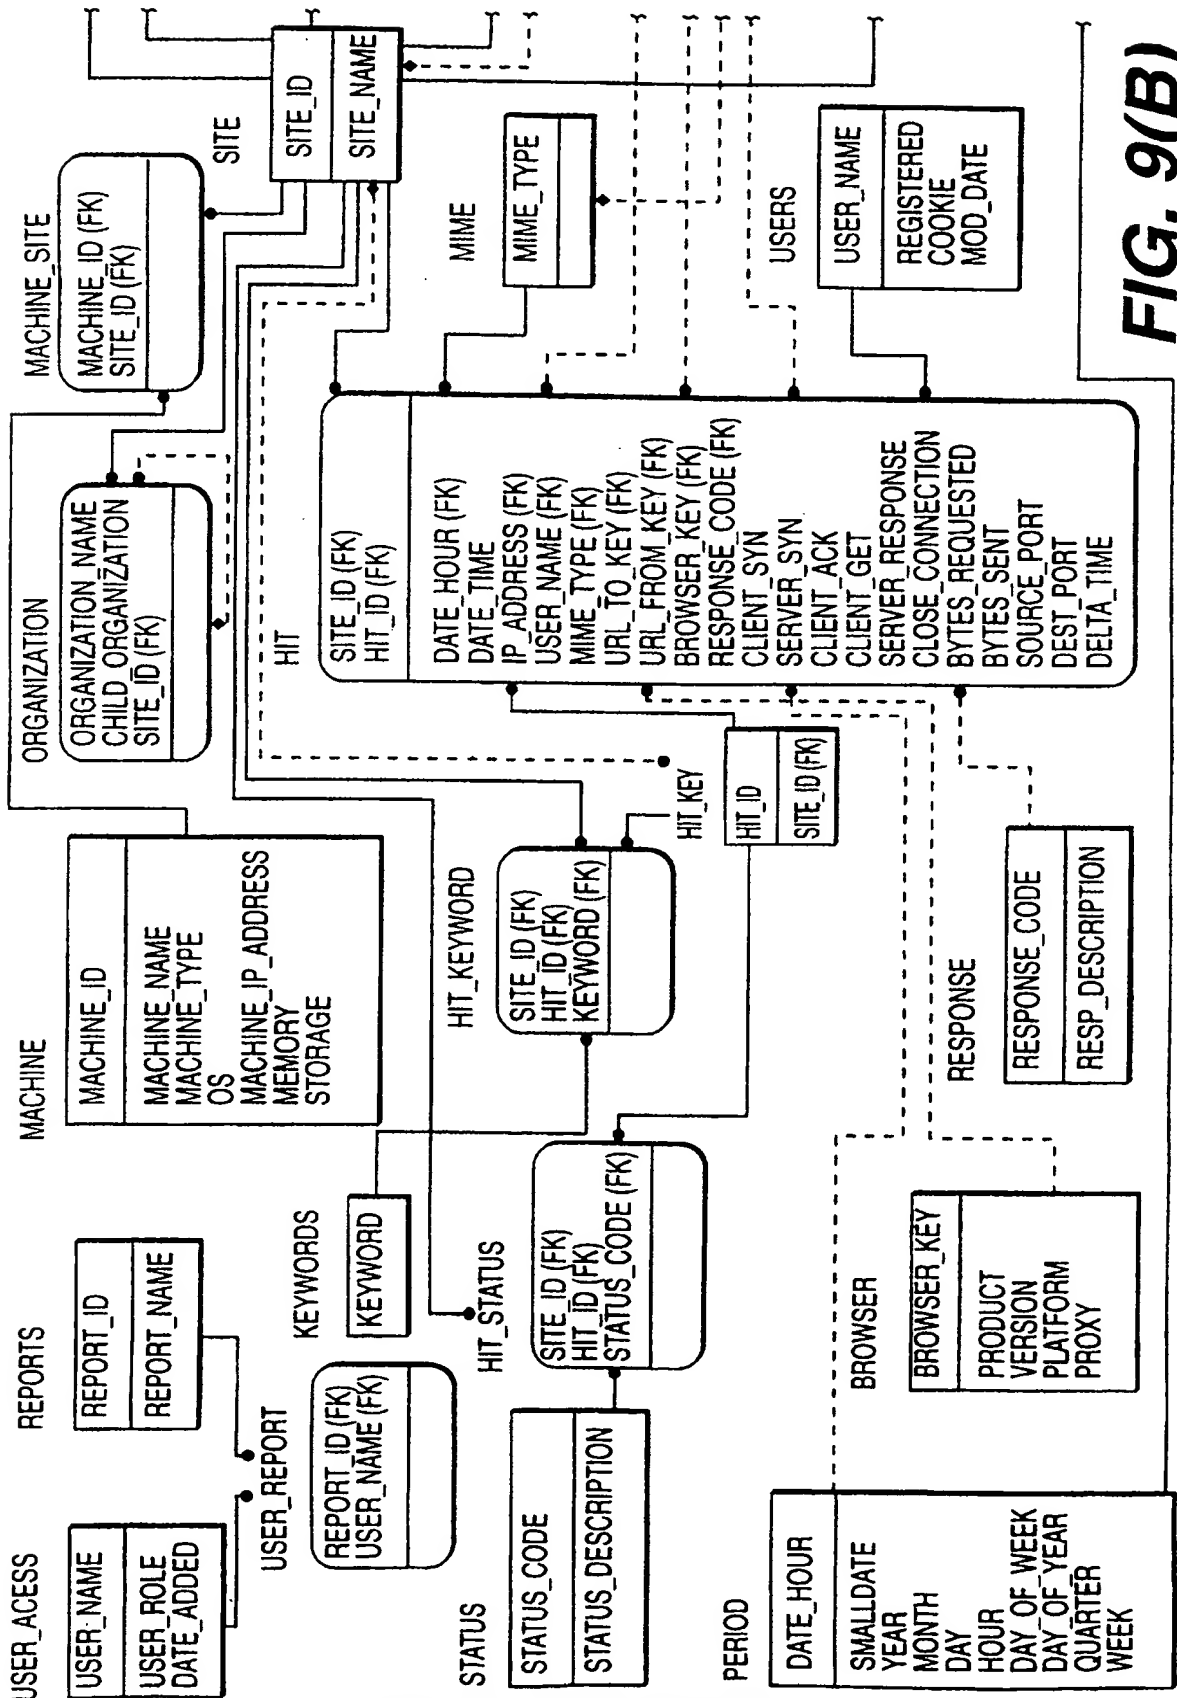 USER_ACESS
USER_NAME
USER_ROLE
DATE_ADDED
REPORTS
REPORT_ID
REPORT_NAME
USER_REPORT
REPORT_ID (FK)
USER_NAME (FK)
MACHINE
MACHINE_ID
MACHINE_NAME
MACHINE_TYPE
OS
MACHINE_IP_ADDRESS
MEMORY
STORAGE
ORGANIZATION
ORGANIZATION_NAME
CHILD_ORGANIZATION
SITE_ID (FK)
MACHINE_SITE
MACHINE_ID (FK)
SITE_ID (FK)
SITE
SITE_ID
SITE_NAME
KEYWORDS
KEYWORD
HIT_KEYWORD
SITE_ID (FK)
HIT_ID (FK)
KEYWORD (FK)
STATUS
STATUS_CODE
STATUS_DESCRIPTION
HIT_STATUS
SITE_ID (FK)
HIT_ID (FK)
STATUS_CODE (FK)
HIT_KEY
HIT_ID
SITE_ID (FK)
HIT
SITE_ID (FK)
HIT_ID (FK)
DATE_HOUR (FK)
DATE_TIME
IP_ADDRESS (FK)
USER_NAME (FK)
MIME_TYPE (FK)
URL_TO_KEY (FK)
URL_FROM_KEY (FK)
BROWSER_KEY (FK)
RESPONSE_CODE (FK)
CLIENT_SYN
SERVER_SYN
CLIENT_ACK
CLIENT_GET
SERVER_RESPONSE
CLOSE_CONNECTION
BYTES_REQUESTED
BYTES_SENT
SOURCE_PORT
DEST_PORT
DELTA_TIME
MIME
MIME_TYPE
USERS
USER_NAME
REGISTERED
COOKIE
MOD_DATE
PERIOD
DATE_HOUR
SMALLDATE
YEAR
MONTH
DAY
HOUR
DAY_OF_WEEK
DAY_OF_YEAR
QUARTER
WEEK
BROWSER
BROWSER_KEY
PRODUCT
VERSION
PLATFORM
PROXY
RESPONSE
RESPONSE_CODE
RESP_DESCRIPTION
FIG. 9(B)